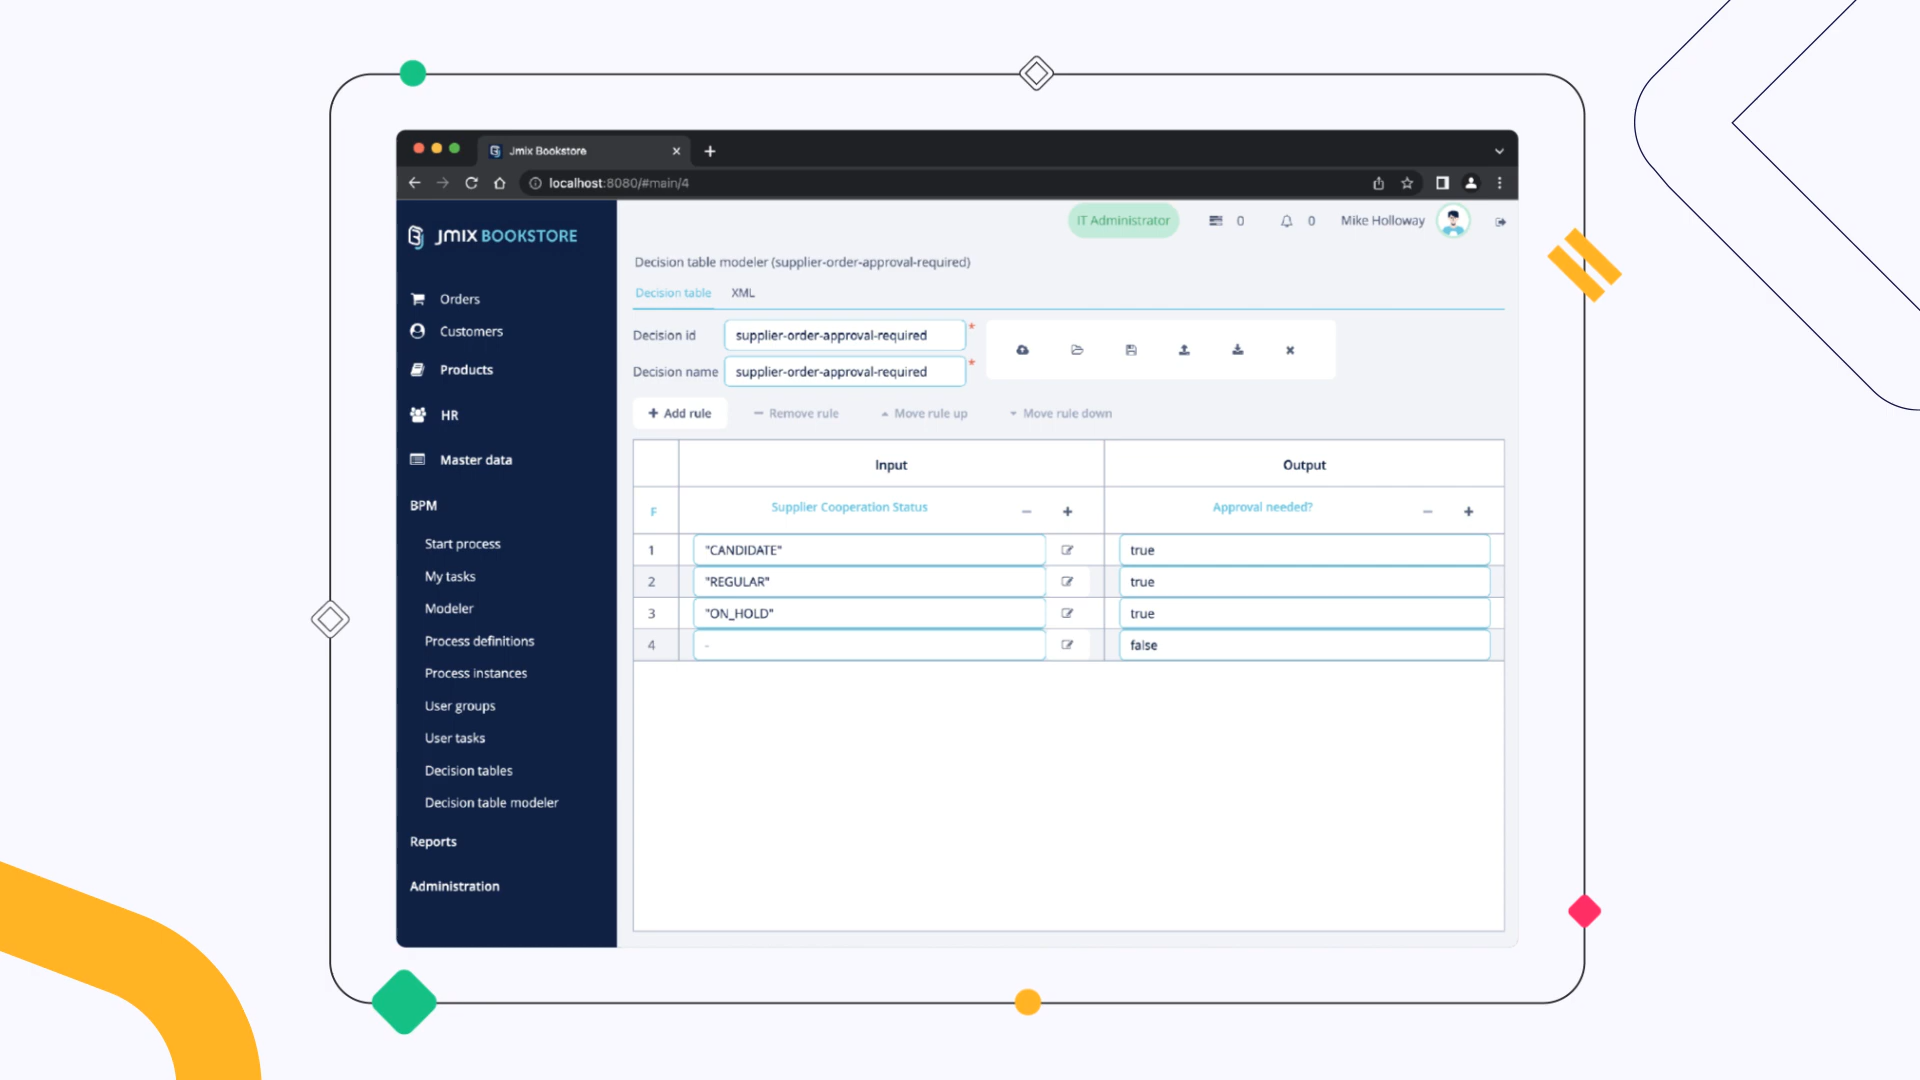 Jmix Bookstore
localhost:8080/#main/4
JMIX BOOKSTORE
IT Administrator 0 0 Mike Holloway
Decision table modeler (supplier-order-approval-required)
Decision table XML
Decision id supplier-order-approval-required *
Decision name supplier-order-approval-required *
+ Add rule − Remove rule Move rule up Move rule down
Input Output
F Supplier Cooperation Status − + Approval needed? − +
1 "CANDIDATE" true
2 "REGULAR" true
3 "ON_HOLD" true
4 - false
Orders
Customers
Products
HR
Master data
BPM
Start process
My tasks
Modeler
Process definitions
Process instances
User groups
User tasks
Decision tables
Decision table modeler
Reports
Administration